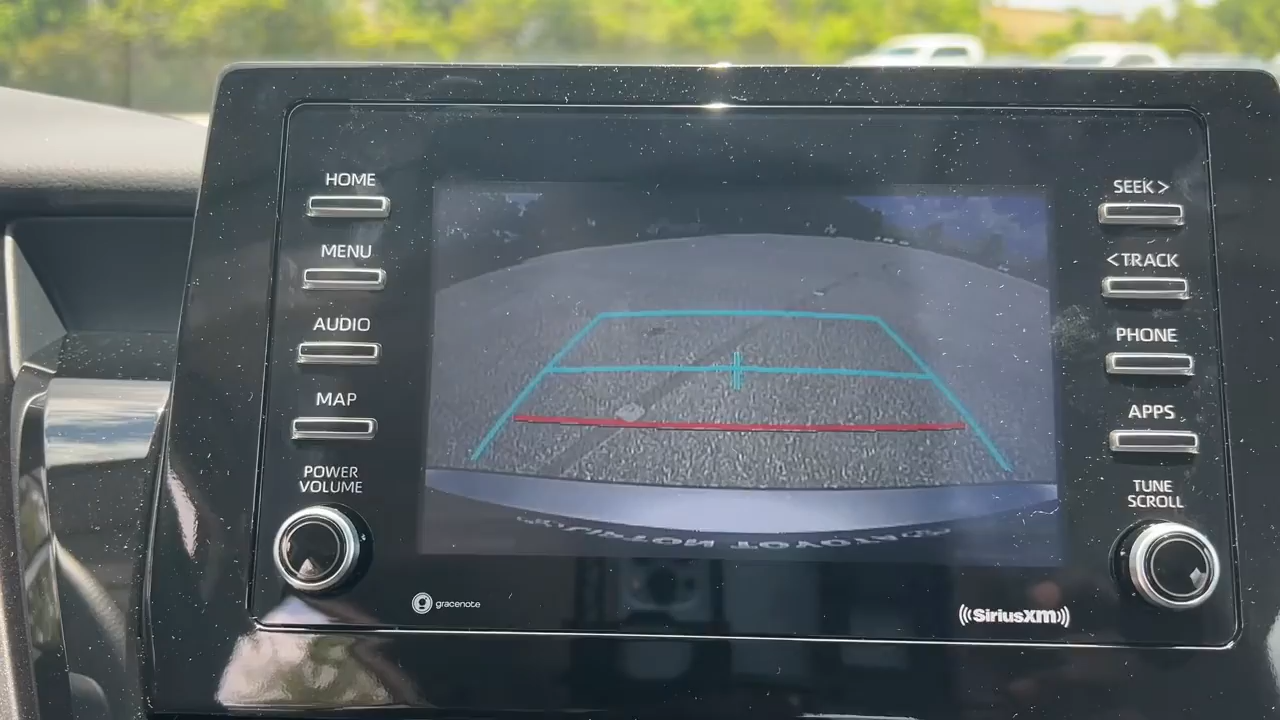 HOME
MENU
AUDIO
MAP
POWER
VOLUME
SEEK >
< TRACK
PHONE
APPS
TUNE
SCROLL
gracenote
((SiriusXM))